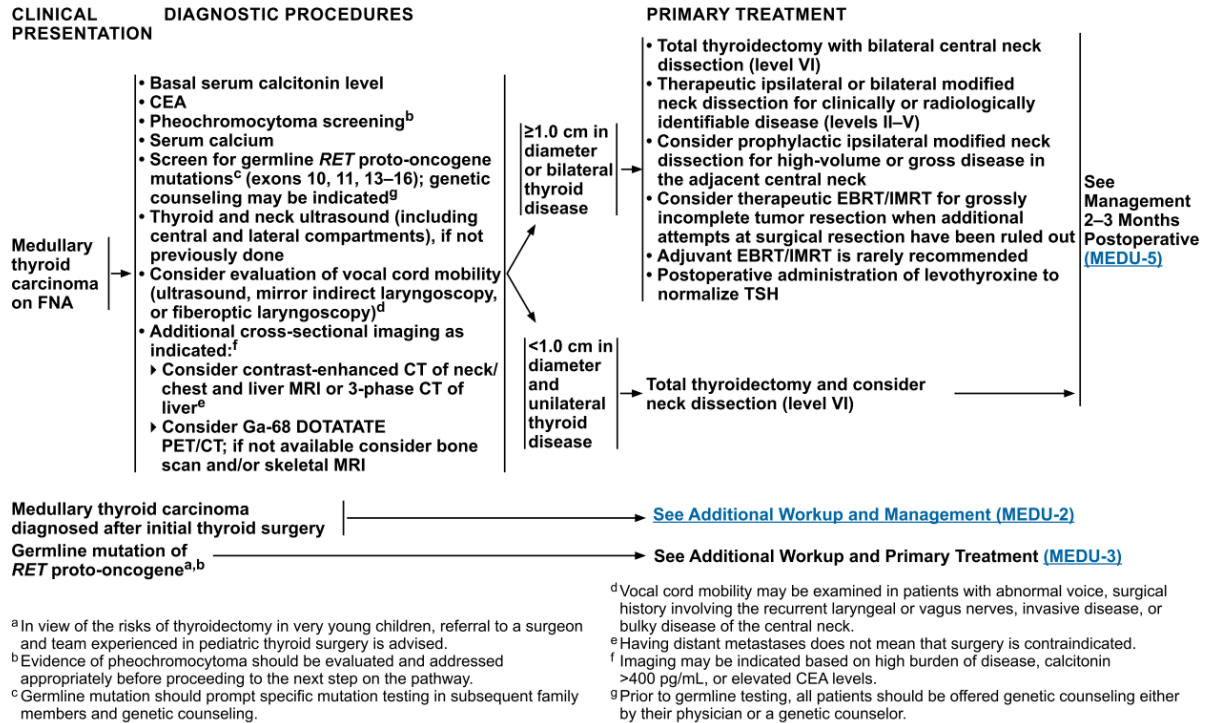 CLINICAL
PRESENTATION
DIAGNOSTIC PROCEDURES
PRIMARY TREATMENT
Medullary
thyroid
carcinoma
on FNA
• Basal serum calcitonin level
• CEA
• Pheochromocytoma screeningᵇ
• Serum calcium
• Screen for germline RET proto-oncogene
mutationsᶜ (exons 10, 11, 13–16); genetic
counseling may be indicatedᵍ
• Thyroid and neck ultrasound (including
central and lateral compartments), if not
previously done
• Consider evaluation of vocal cord mobility
(ultrasound, mirror indirect laryngoscopy,
or fiberoptic laryngoscopy)ᵈ
• Additional cross-sectional imaging as
indicated:ᶠ
▸ Consider contrast-enhanced CT of neck/
chest and liver MRI or 3-phase CT of
liverᵉ
▸ Consider Ga-68 DOTATATE
PET/CT; if not available consider bone
scan and/or skeletal MRI
≥1.0 cm in
diameter
or bilateral
thyroid
disease
• Total thyroidectomy with bilateral central neck
dissection (level VI)
• Therapeutic ipsilateral or bilateral modified
neck dissection for clinically or radiologically
identifiable disease (levels II–V)
• Consider prophylactic ipsilateral modified neck
dissection for high-volume or gross disease in
the adjacent central neck
• Consider therapeutic EBRT/IMRT for grossly
incomplete tumor resection when additional
attempts at surgical resection have been ruled out
• Adjuvant EBRT/IMRT is rarely recommended
• Postoperative administration of levothyroxine to
normalize TSH
<1.0 cm in
diameter
and
unilateral
thyroid
disease
Total thyroidectomy and consider
neck dissection (level VI)
See
Management
2–3 Months
Postoperative
(MEDU-5)
Medullary thyroid carcinoma
diagnosed after initial thyroid surgery
See Additional Workup and Management (MEDU-2)
Germline mutation of
RET proto-oncogeneᵃ,ᵇ
See Additional Workup and Primary Treatment (MEDU-3)
ᵃ In view of the risks of thyroidectomy in very young children, referral to a surgeon
and team experienced in pediatric thyroid surgery is advised.
ᵇ Evidence of pheochromocytoma should be evaluated and addressed
appropriately before proceeding to the next step on the pathway.
ᶜ Germline mutation should prompt specific mutation testing in subsequent family
members and genetic counseling.
ᵈ Vocal cord mobility may be examined in patients with abnormal voice, surgical
history involving the recurrent laryngeal or vagus nerves, invasive disease, or
bulky disease of the central neck.
ᵉ Having distant metastases does not mean that surgery is contraindicated.
ᶠ Imaging may be indicated based on high burden of disease, calcitonin
>400 pg/mL, or elevated CEA levels.
ᵍ Prior to germline testing, all patients should be offered genetic counseling either
by their physician or a genetic counselor.